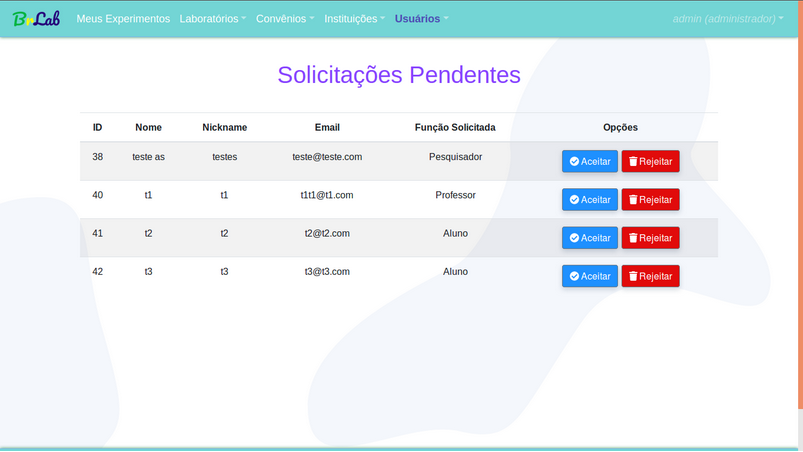 BnLab Meus Experimentos Laboratórios Convênios Instituições Usuários admin (administrador)
Solicitações Pendentes
ID Nome Nickname Email Função Solicitada Opções
38 teste as testes teste@teste.com Pesquisador Aceitar Rejeitar
40 t1 t1 t1t1@t1.com Professor Aceitar Rejeitar
41 t2 t2 t2@t2.com Aluno Aceitar Rejeitar
42 t3 t3 t3@t3.com Aluno Aceitar Rejeitar